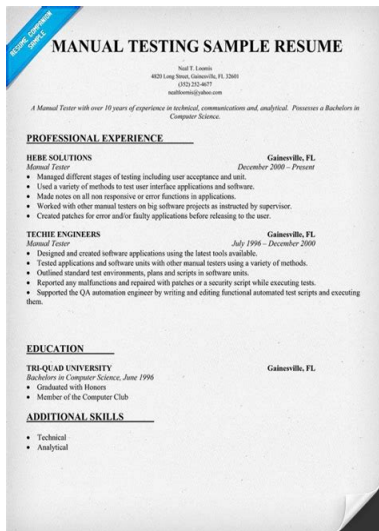 RESUME COMPANION
SAMPLE
MANUAL TESTING SAMPLE RESUME
Neal T. Loomis
4820 Long Street, Gainesville, FL 32601
(352) 252-4677
nealtloomis@yahoo.com
A Manual Tester with over 10 years of experience in technical, communications and, analytical. Possesses a Bachelors in
Computer Science.
PROFESSIONAL EXPERIENCE
HEBE SOLUTIONS Gainesville, FL
Manual Tester December 2000 – Present
• Managed different stages of testing including user acceptance and unit.
• Used a variety of methods to test user interface applications and software.
• Made notes on all non responsive or error functions in applications.
• Worked with other manual testers on big software projects as instructed by supervisor.
• Created patches for error and/or faulty applications before releasing to the user.
TECHIE ENGINEERS Gainesville, FL
Manual Tester July 1996 – December 2000
• Designed and created software applications using the latest tools available.
• Tested applications and software units with other manual testers using a variety of methods.
• Outlined standard test environments, plans and scripts in software units.
• Reported any malfunctions and repaired with patches or a security script while executing tests.
• Supported the QA automation engineer by writing and editing functional automated test scripts and executing
them.
EDUCATION
TRI-QUAD UNIVERSITY Gainesville, FL
Bachelors in Computer Science, June 1996
• Graduated with Honors
• Member of the Computer Club
ADDITIONAL SKILLS
• Technical
• Analytical